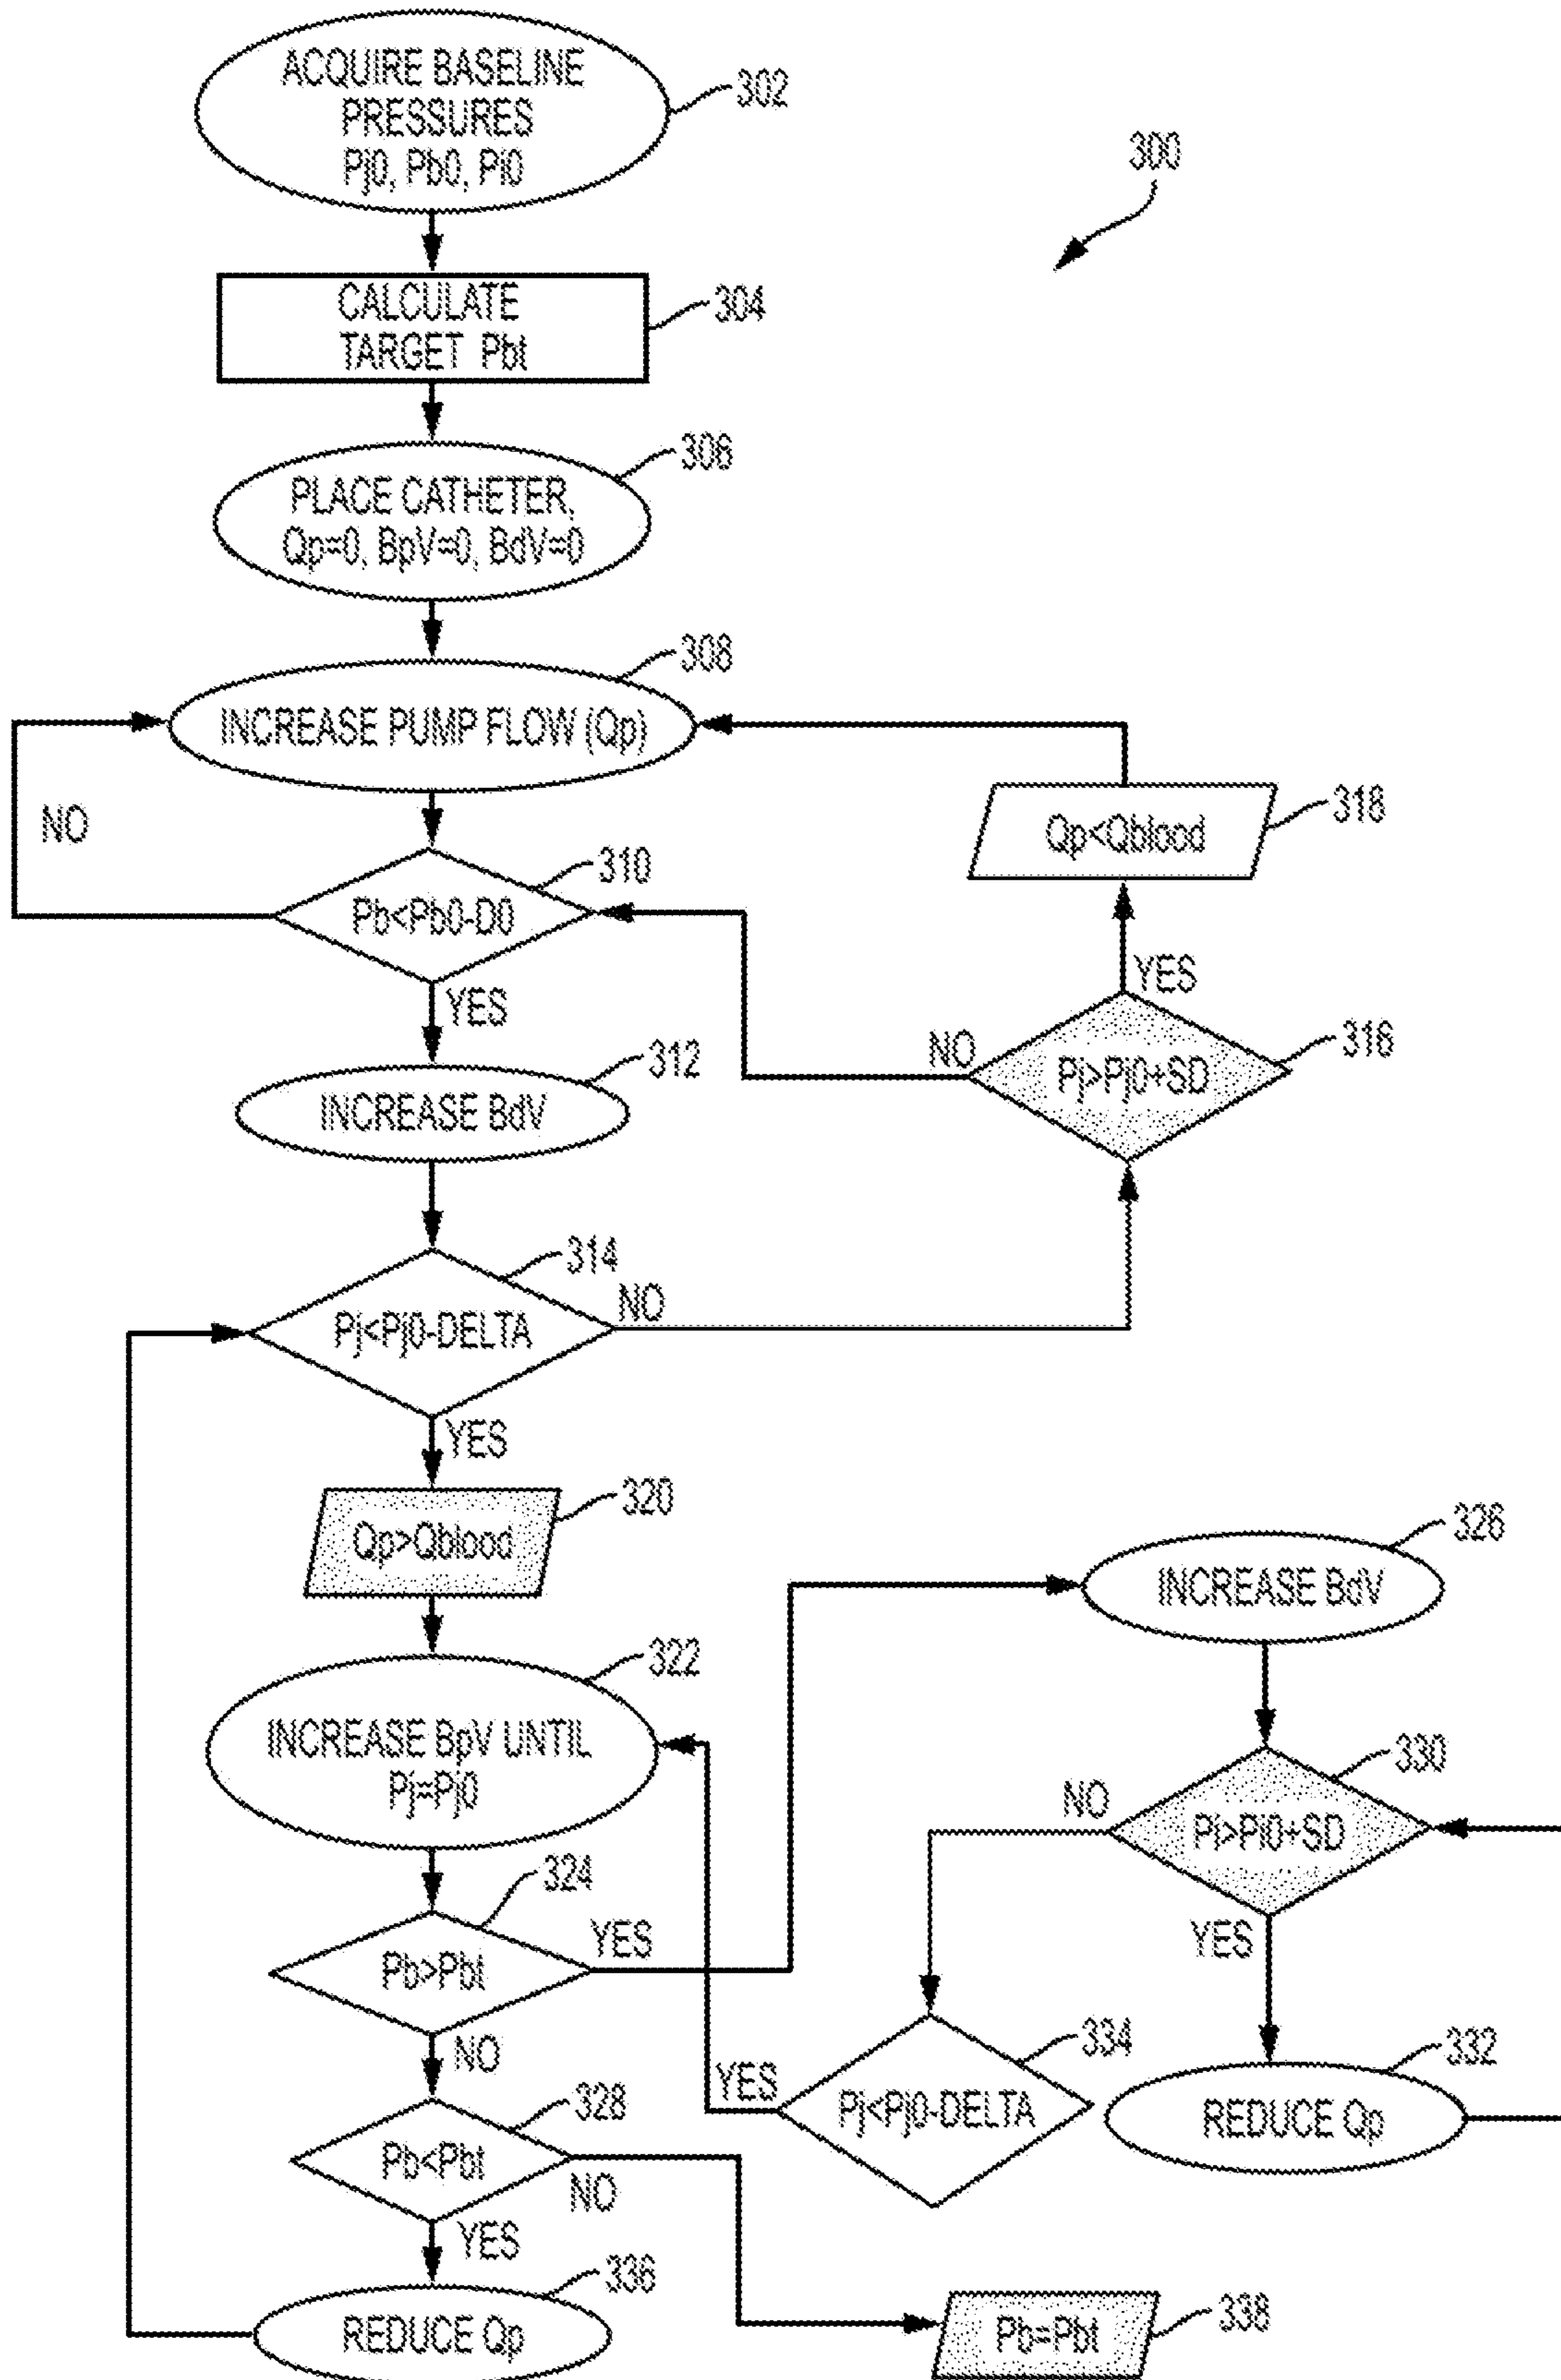 ACQUIRE BASELINE
PRESSURES
Pj0, Pb0, Pi0
302
300
CALCULATE
TARGET Pbt
304
PLACE CATHETER,
Qp=0, BpV=0, BdV=0
306
INCREASE PUMP FLOW (Qp)
308
NO
Pb<Pb0-D0
310
YES
Qp<Qblood
318
YES
Pj>Pj0+SD
316
NO
INCREASE BdV
312
Pj<Pj0-DELTA
314
NO
YES
Qp>Qblood
320
INCREASE BpV UNTIL
Pj=Pj0
322
Pb>Pbt
324
YES
NO
INCREASE BdV
326
Pi>Pi0+SD
330
NO
YES
Pj<Pj0-DELTA
334
YES
REDUCE Qp
332
Pb<Pbt
328
NO
YES
REDUCE Qp
336
Pb=Pbt
338